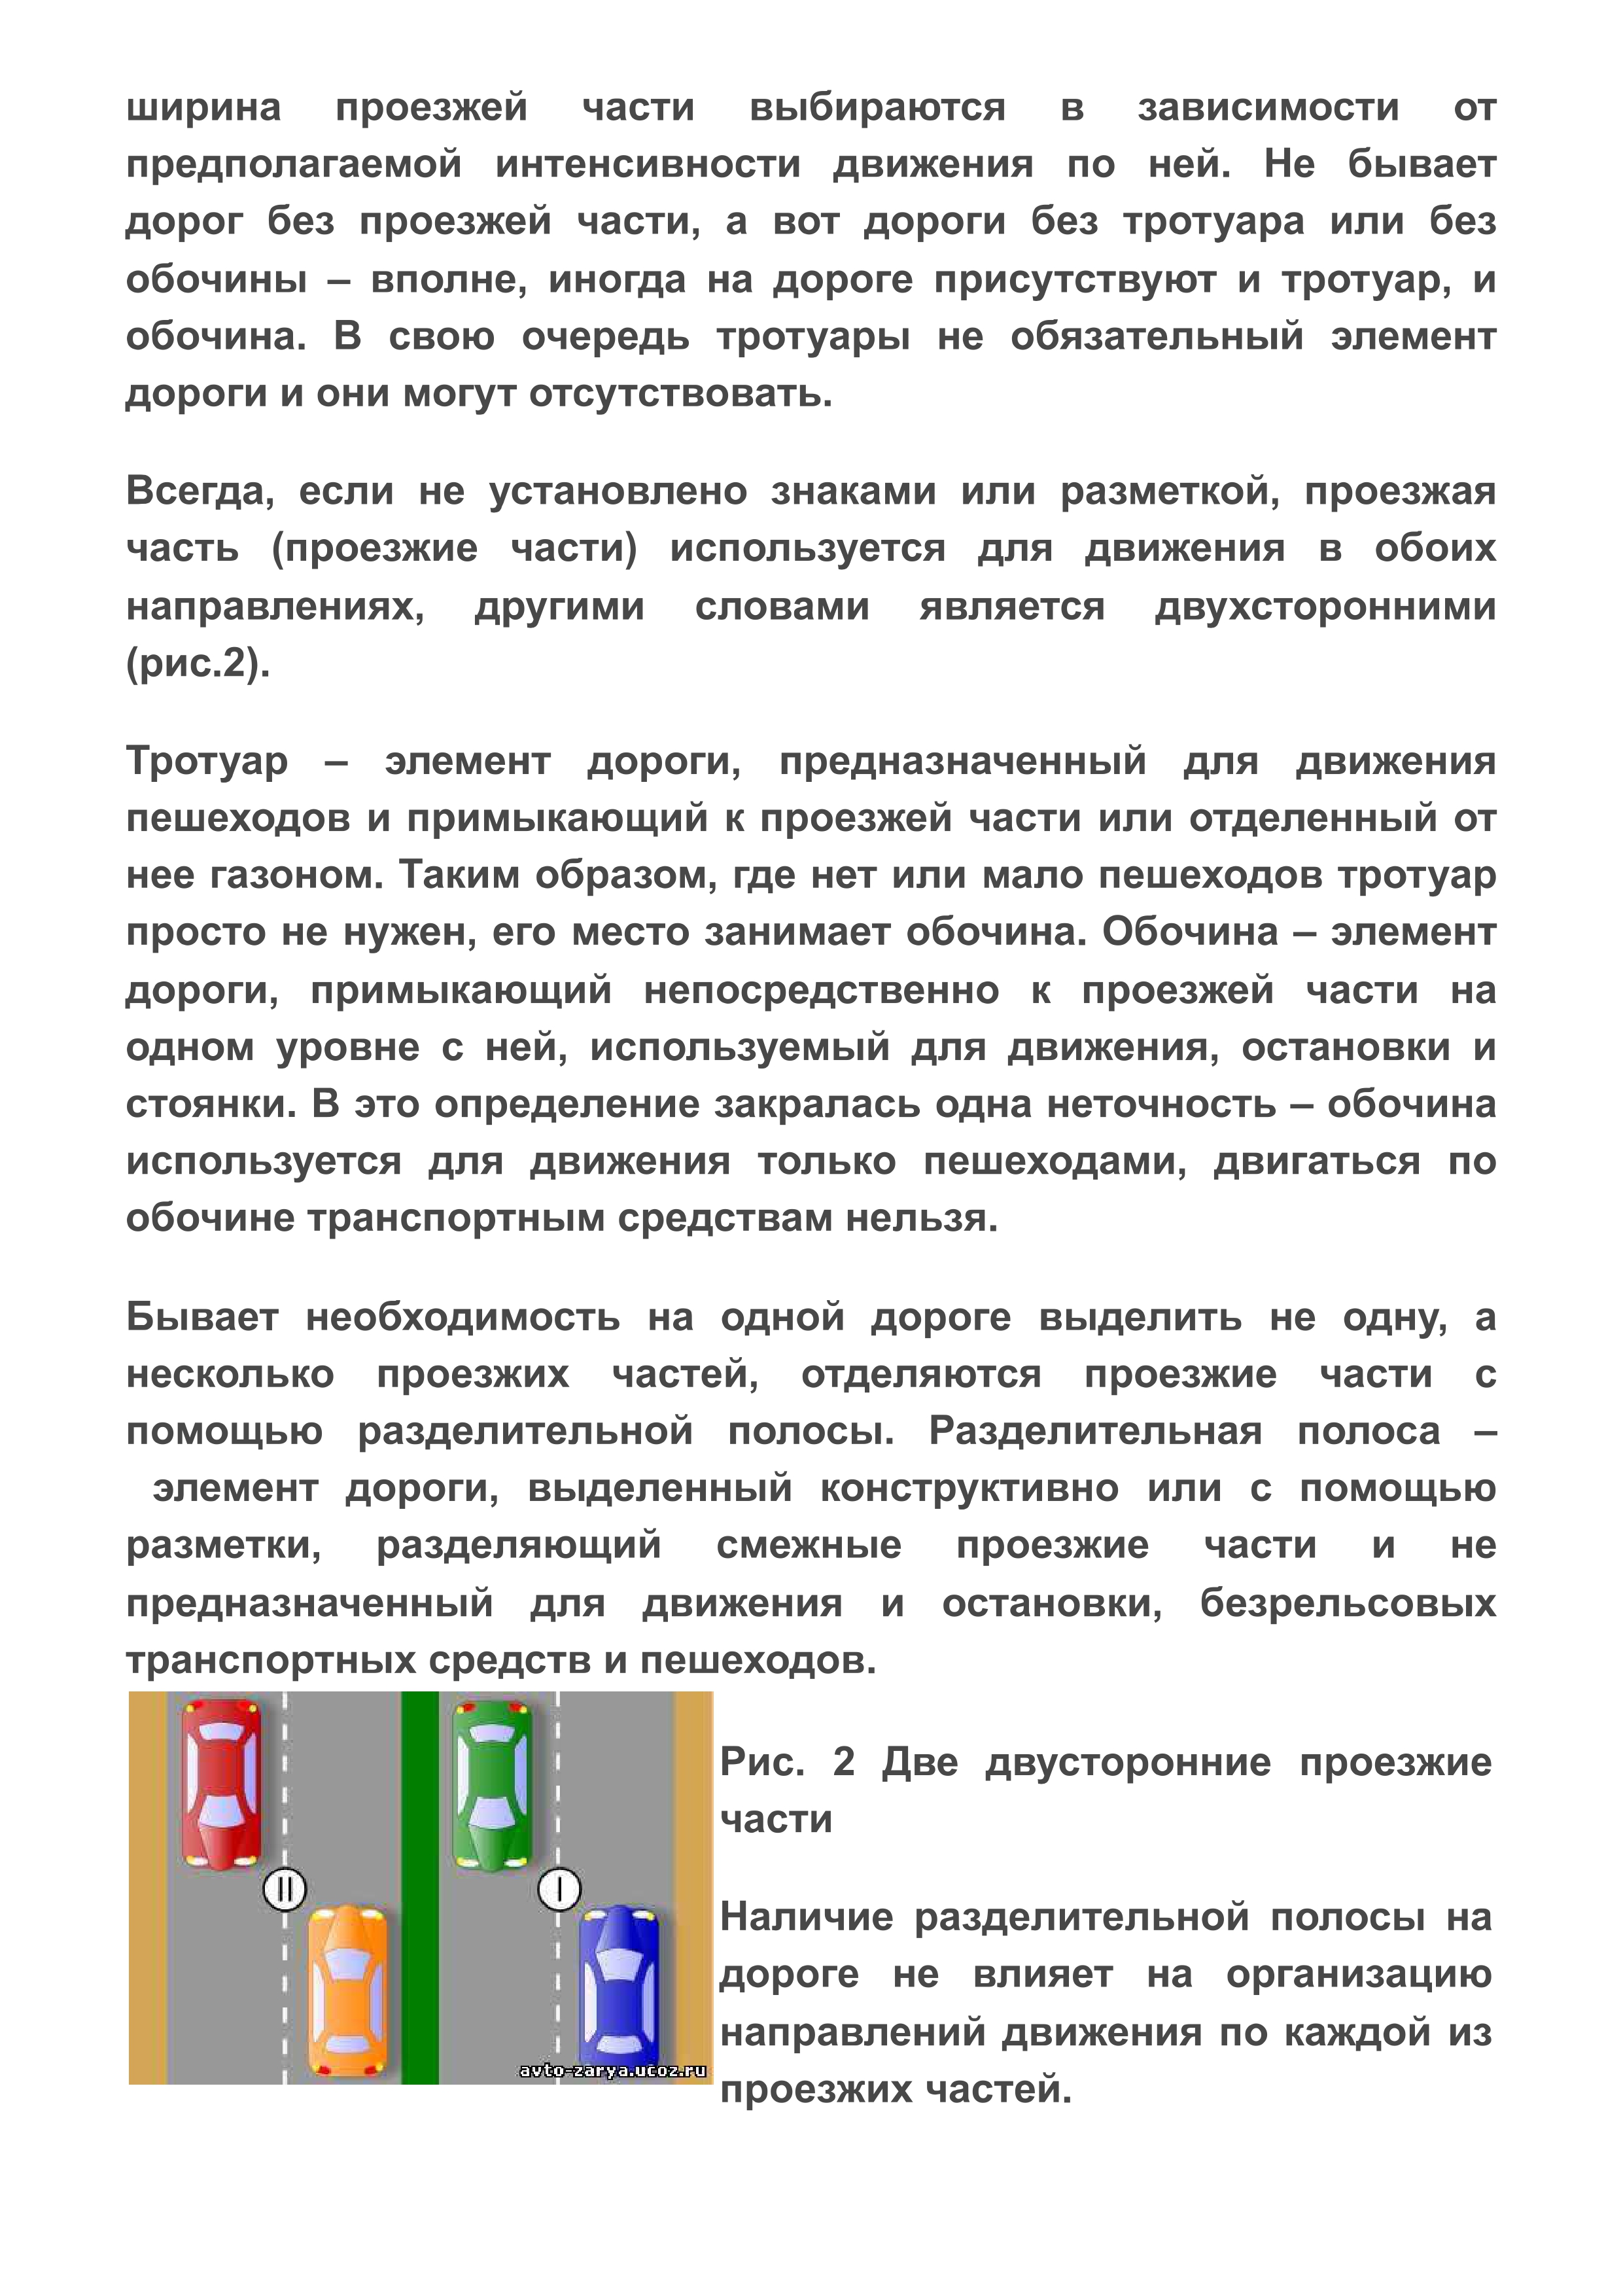 ширина проезжей части выбираются в зависимости от
предполагаемой интенсивности движения по ней. Не бывает
дорог без проезжей части, а вот дороги без тротуара или без
обочины – вполне, иногда на дороге присутствуют и тротуар, и
обочина. В свою очередь тротуары не обязательный элемент
дороги и они могут отсутствовать.
Всегда, если не установлено знаками или разметкой, проезжая
часть (проезжие части) используется для движения в обоих
направлениях, другими словами является двухсторонними
(рис.2).
Тротуар – элемент дороги, предназначенный для движения
пешеходов и примыкающий к проезжей части или отделенный от
нее газоном. Таким образом, где нет или мало пешеходов тротуар
просто не нужен, его место занимает обочина. Обочина – элемент
дороги, примыкающий непосредственно к проезжей части на
одном уровне с ней, используемый для движения, остановки и
стоянки. В это определение закралась одна неточность – обочина
используется для движения только пешеходами, двигаться по
обочине транспортным средствам нельзя.
Бывает необходимость на одной дороге выделить не одну, а
несколько проезжих частей, отделяются проезжие части с
помощью разделительной полосы. Разделительная полоса –
элемент дороги, выделенный конструктивно или с помощью
разметки, разделяющий смежные проезжие части и не
предназначенный для движения и остановки, безрельсовых
транспортных средств и пешеходов.
II
I
avto-zarya.ucoz.ru
Рис. 2 Две двусторонние проезжие
части
Наличие разделительной полосы на
дороге не влияет на организацию
направлений движения по каждой из
проезжих частей.